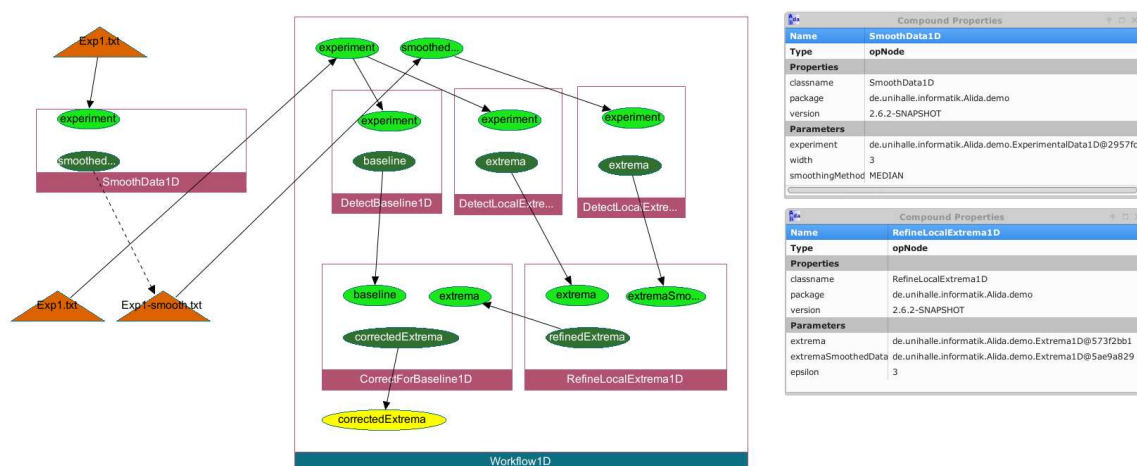 Exp1.txt
experiment
smoothed...
SmoothData1D
Exp1.txt
Exp1-smooth.txt
experiment
smoothed...
experiment
experiment
experiment
baseline
extrema
extrema
DetectBaseline1D
DetectLocalExtre...
DetectLocalExtre...
baseline
extrema
extrema
extremaSmo...
correctedExtrema
refinedExtrema
CorrectForBaseline1D
RefineLocalExtrema1D
correctedExtrema
Workflow1D
Compound Properties
Name SmoothData1D
Type opNode
Properties
classname SmoothData1D
package de.unihalle.informatik.Alida.demo
version 2.6.2-SNAPSHOT
Parameters
experiment de.unihalle.informatik.Alida.demo.ExperimentalData1D@2957fc
width 3
smoothingMethod MEDIAN
Compound Properties
Name RefineLocalExtrema1D
Type opNode
Properties
classname RefineLocalExtrema1D
package de.unihalle.informatik.Alida.demo
version 2.6.2-SNAPSHOT
Parameters
extrema de.unihalle.informatik.Alida.demo.Extrema1D@573f2bb1
extremaSmoothedData de.unihalle.informatik.Alida.demo.Extrema1D@5ae9a829
epsilon 3